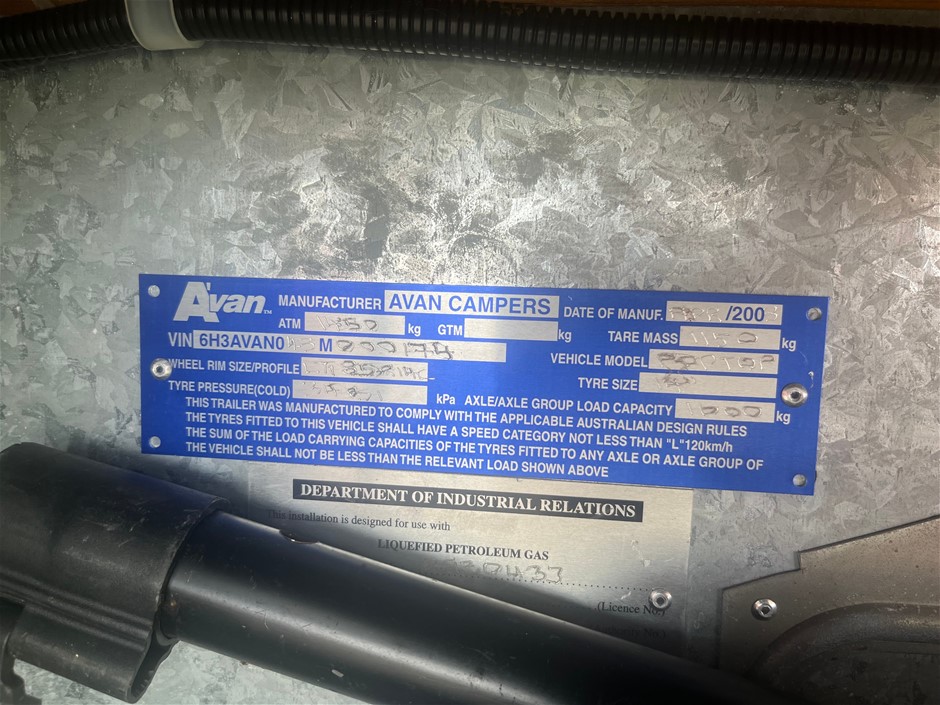 Avan™
MANUFACTURER AVAN CAMPERS DATE OF MANUF. /200
ATM kg GTM kg TARE MASS kg
VIN 6H3AVAN0 M200174
VEHICLE MODEL
WHEEL RIM SIZE/PROFILE
TYRE SIZE
TYRE PRESSURE(COLD) kPa AXLE/AXLE GROUP LOAD CAPACITY kg
THIS TRAILER WAS MANUFACTURED TO COMPLY WITH THE APPLICABLE AUSTRALIAN DESIGN RULES
THE TYRES FITTED TO THIS VEHICLE SHALL HAVE A SPEED CATEGORY NOT LESS THAN "L"120km/h
THE SUM OF THE LOAD CARRYING CAPACITIES OF THE TYRES FITTED TO ANY AXLE OR AXLE GROUP OF
THE VEHICLE SHALL NOT BE LESS THAN THE RELEVANT LOAD SHOWN ABOVE
DEPARTMENT OF INDUSTRIAL RELATIONS
This installation is designed for use with
LIQUEFIED PETROLEUM GAS
(Licence No.)